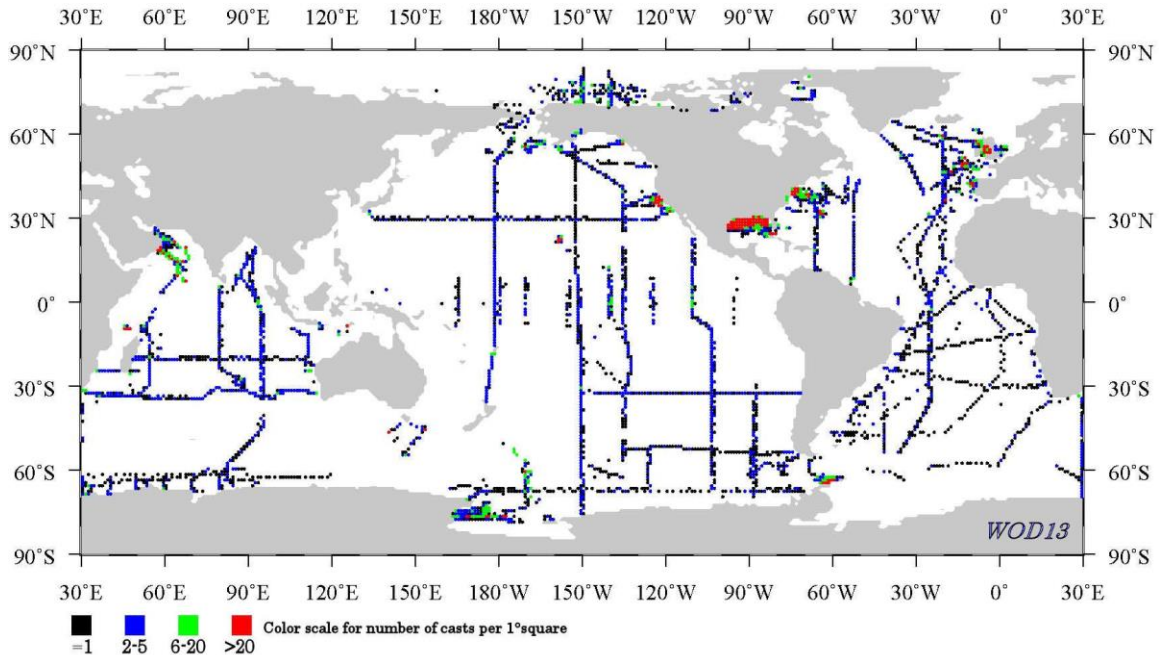 30˚E 60˚E 90˚E 120˚E 150˚E 180˚W 150˚W 120˚W 90˚W 60˚W 30˚W 0˚ 30˚E
90˚N 90˚N
60˚N 60˚N
30˚N 30˚N
0˚ 0˚
30˚S 30˚S
60˚S 60˚S
WOD13
90˚S 90˚S
30˚E 60˚E 90˚E 120˚E 150˚E 180˚W 150˚W 120˚W 90˚W 60˚W 30˚W 0˚ 30˚E
Color scale for number of casts per 1°square
=1 2-5 6-20 >20